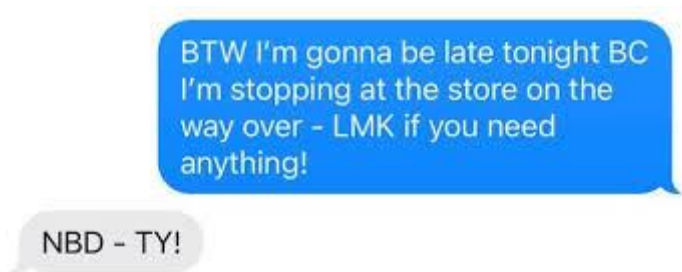 BTW I'm gonna be late tonight BC
I'm stopping at the store on the
way over - LMK if you need
anything!
NBD - TY!